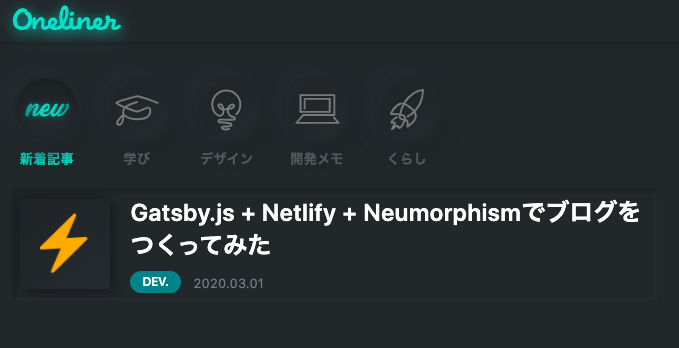 Oneliner
new
新着記事 学び デザイン 開発メモ くらし
Gatsby.js + Netlify + Neumorphismでブログを
つくってみた
DEV. 2020.03.01